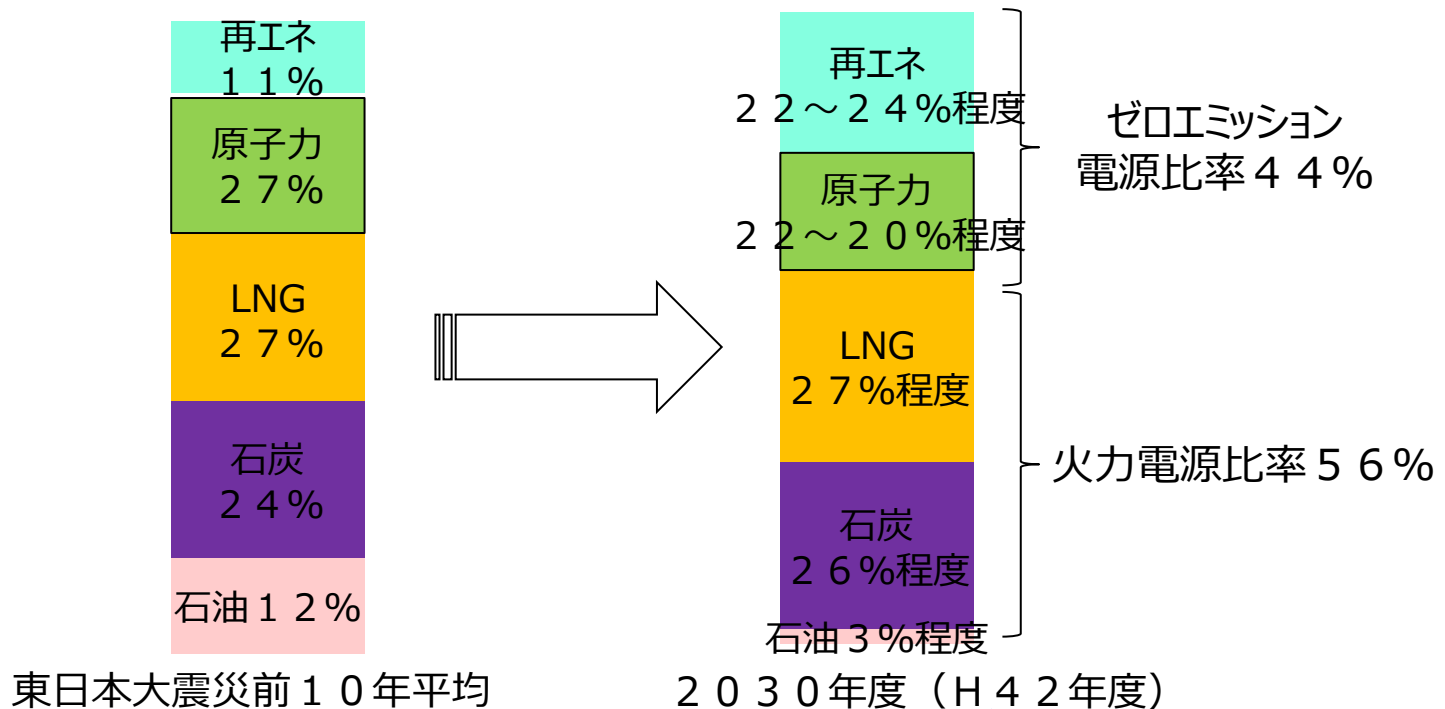 再エネ
１１%
原子力
２７%
LNG
２７%
石炭
２４%
石油１２%
東日本大震災前１０年平均
再エネ
２２～２４%程度
原子力
２２～２０%程度
LNG
２７%程度
石炭
２６%程度
石油３%程度
２０３０年度（H４２年度）
ゼロエミッション
電源比率４４%
火力電源比率５６%